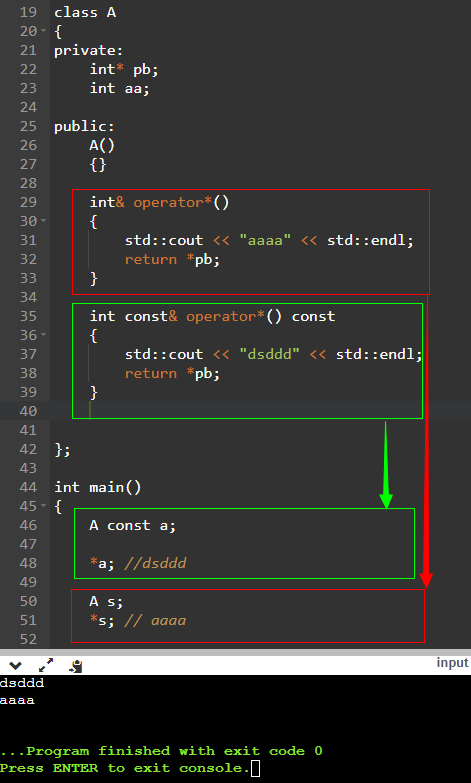 19 class A
20 {
21 private:
22     int* pb;
23     int aa;
24
25 public:
26     A()
27     {}
28
29     int& operator*()
30     {
31         std::cout << "aaaa" << std::endl;
32         return *pb;
33     }
34
35     int const& operator*() const
36     {
37         std::cout << "dsddd" << std::endl;
38         return *pb;
39     }
40
41
42 };
43
44 int main()
45 {
46     A const a;
47
48     *a; //dsddd
49
50     A s;
51     *s; // aaaa
52
input
dsddd
aaaa
...Program finished with exit code 0
Press ENTER to exit console.